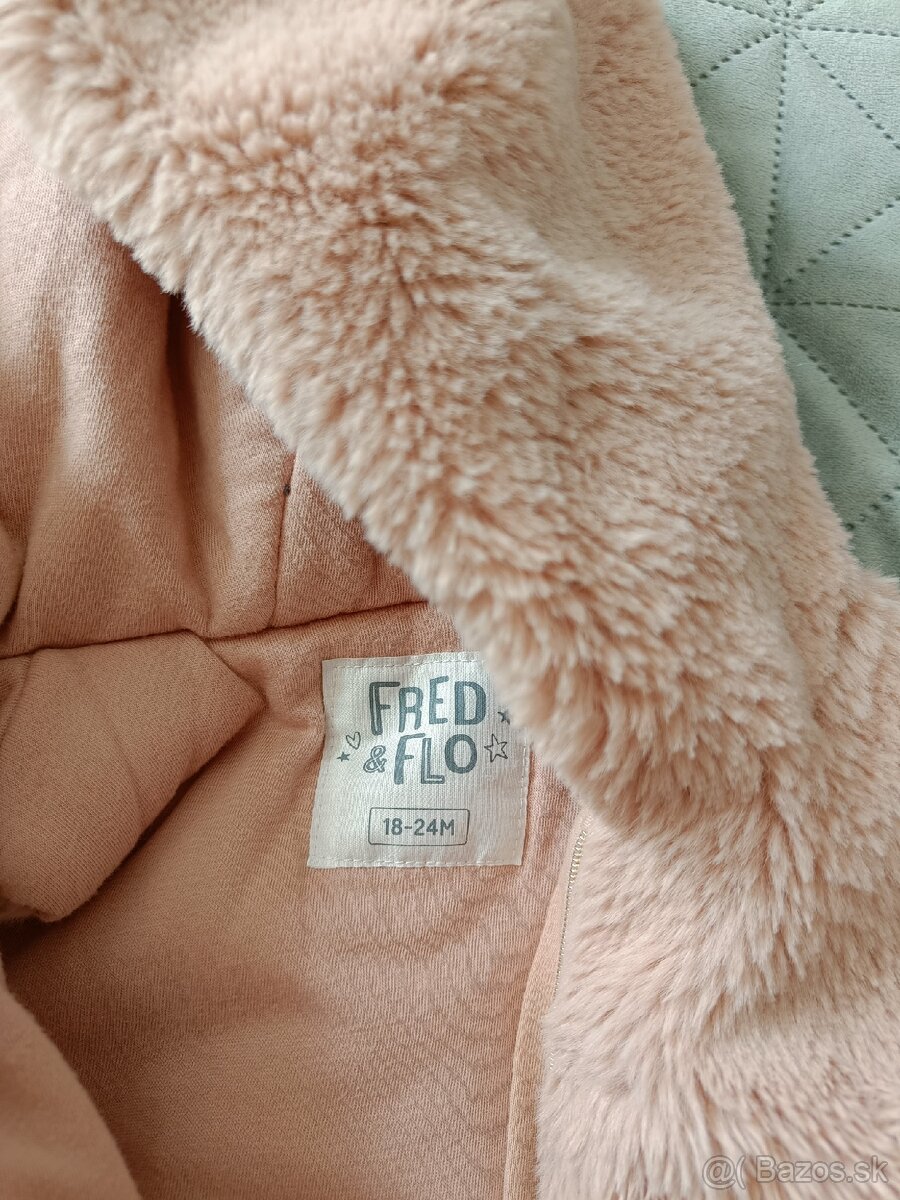 FRED
& FLO
18-24M
@( Bazos.sk